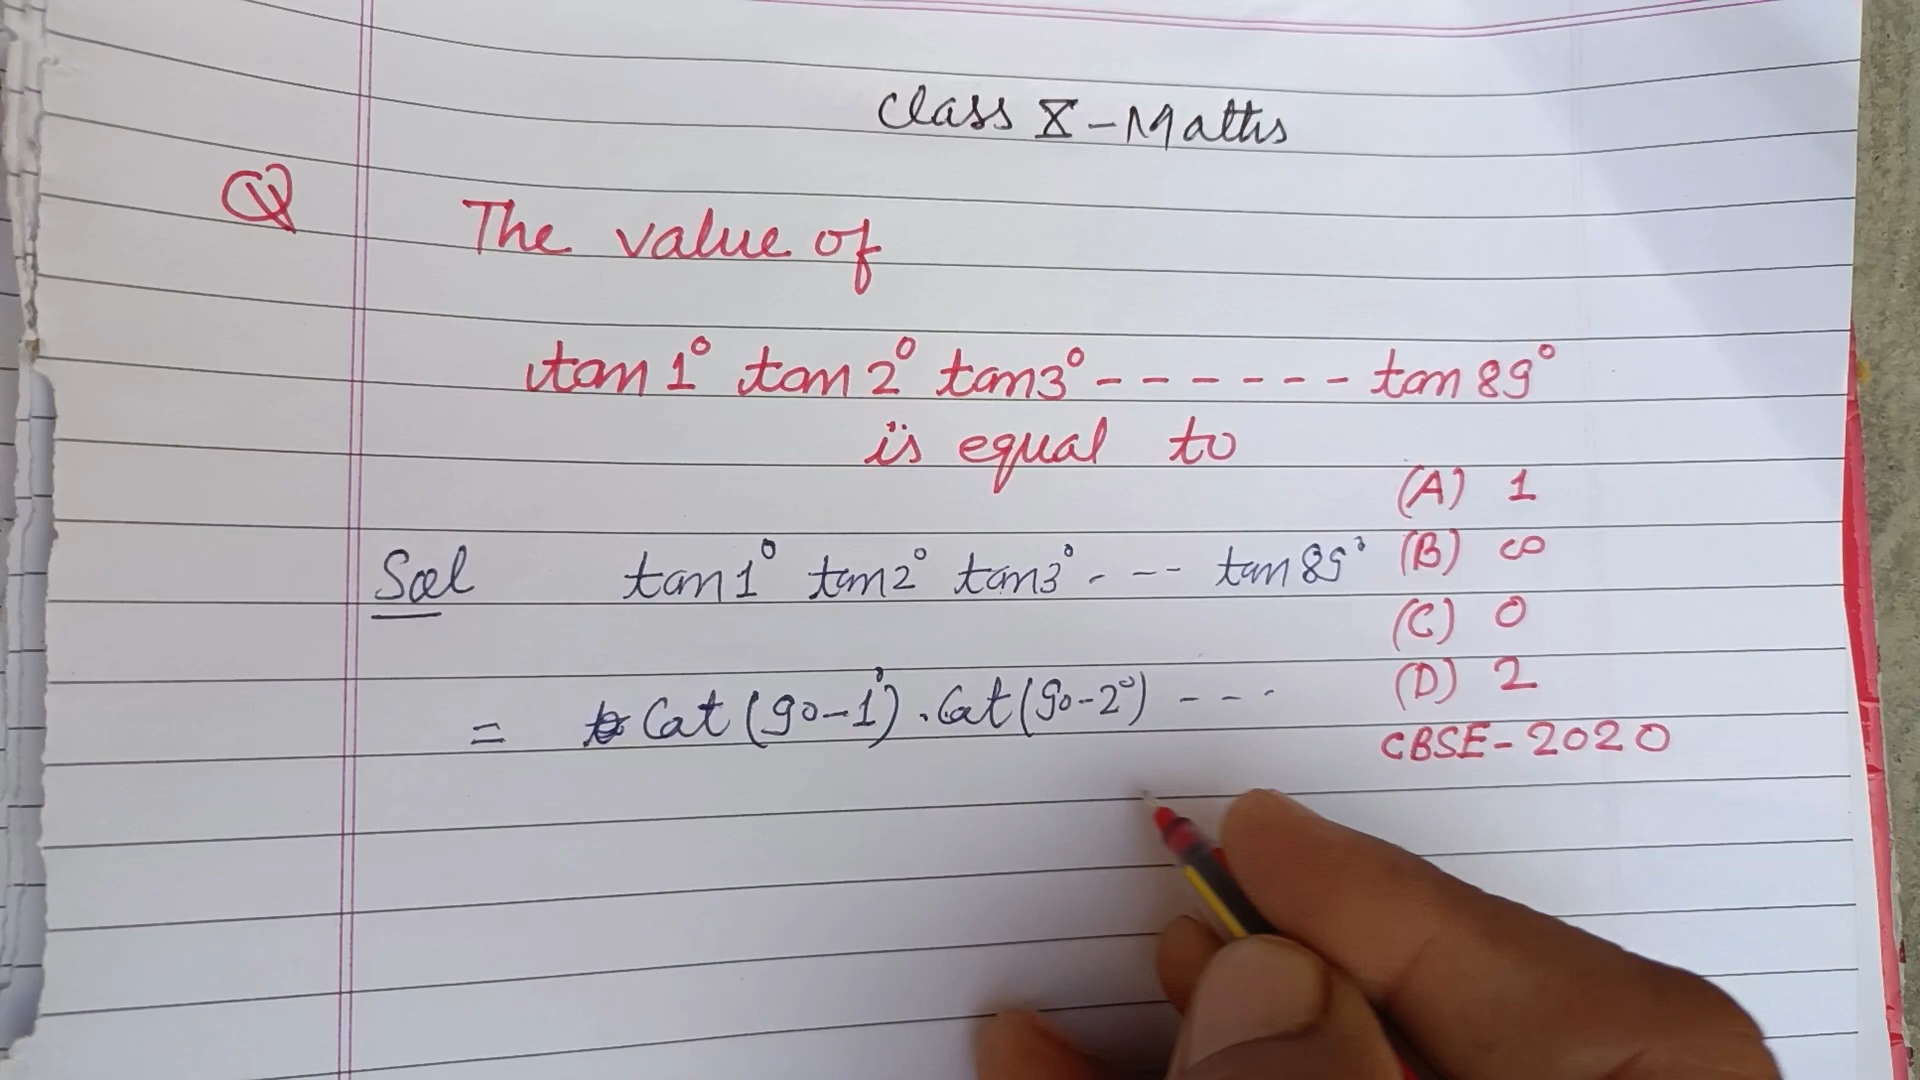 Class X - Maths
Q The value of
tan 1° tan 2° tan 3° - - - - - - - tan 89°
is equal to
(A) 1
Sol tan 1° tan 2° tan 3° - - - - tan 89°
(B) ∞
(C) 0
= Cot (90-1°) . Cot (90-2°) - - -
(D) 2
CBSE - 2020